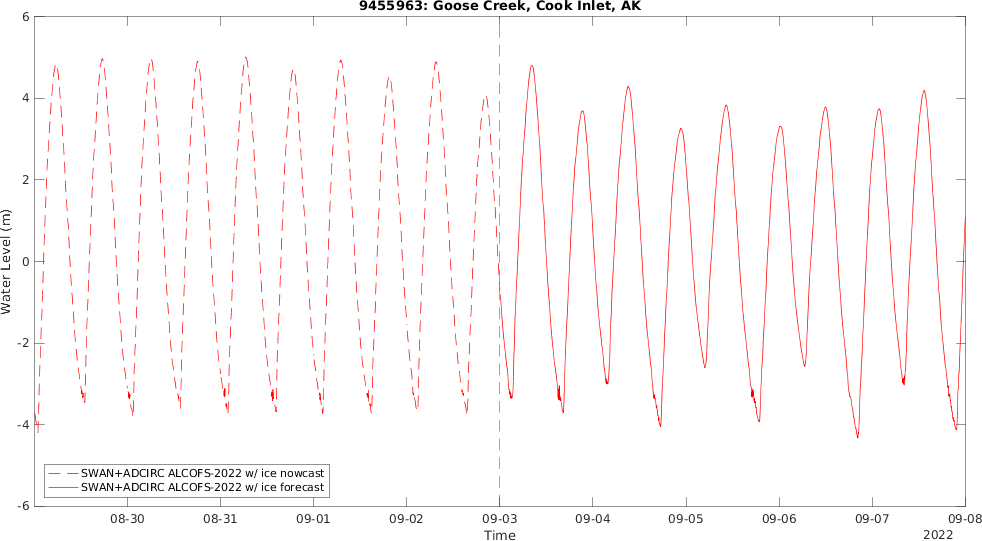 9455963: Goose Creek, Cook Inlet, AK
6
4
2
0
-2
-4
-6
Water Level (m)
SWAN+ADCIRC ALCOFS-2022 w/ ice nowcast
SWAN+ADCIRC ALCOFS-2022 w/ ice forecast
08-30 08-31 09-01 09-02 09-03 09-04 09-05 09-06 09-07 09-08
Time
2022